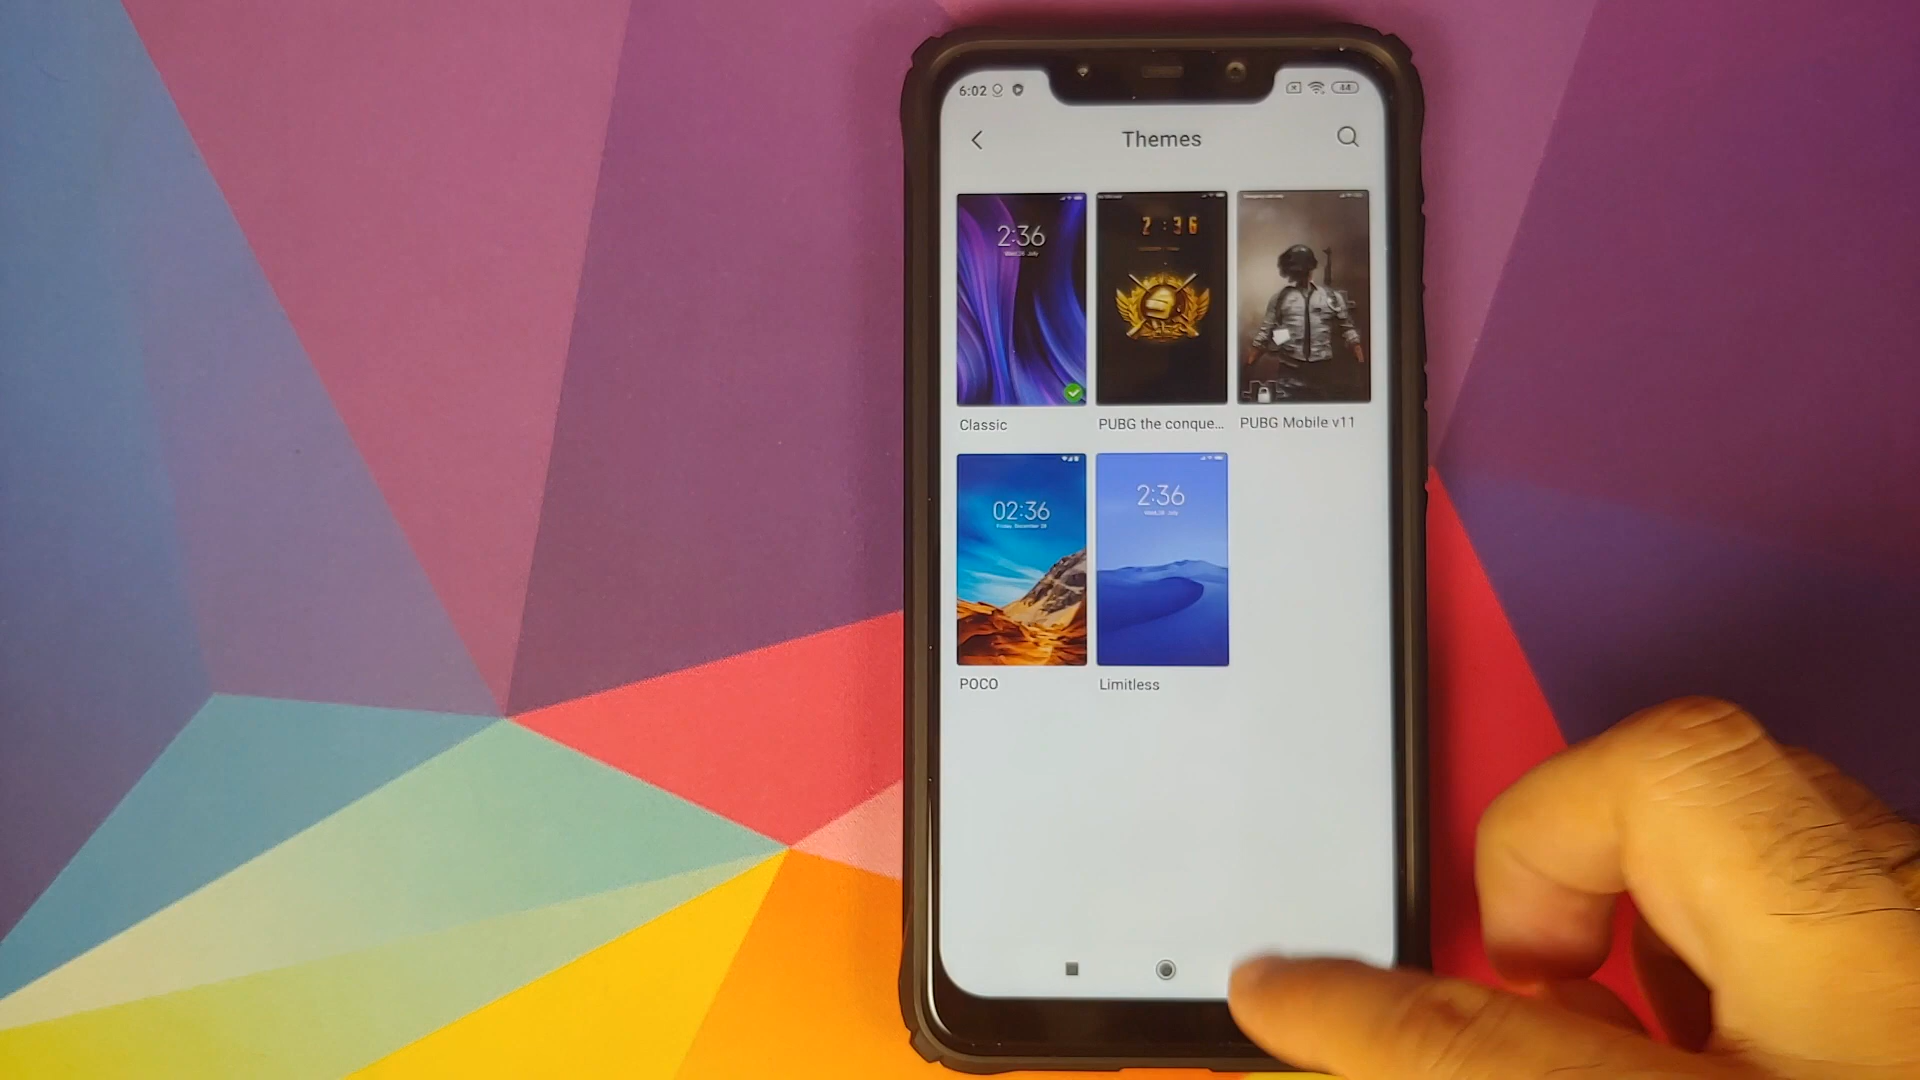 6:02
44
Themes
2:36
2:36
Classic
PUBG the conque...
PUBG Mobile v11
02:36
2:36
POCO
Limitless